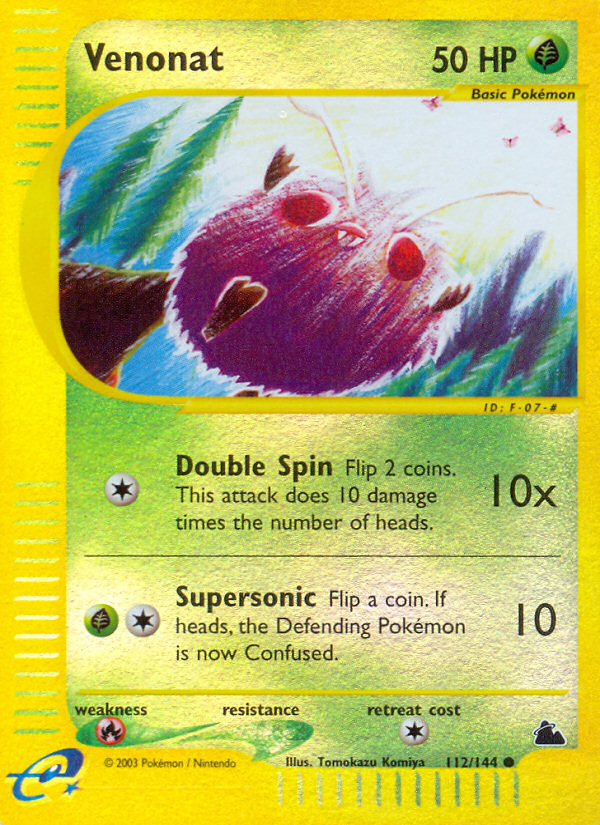 Venonat
50 HP
Basic Pokémon
ID: F-07-#
Double Spin Flip 2 coins.
This attack does 10 damage
times the number of heads.
10x
Supersonic Flip a coin. If
heads, the Defending Pokémon
is now Confused.
10
weakness resistance retreat cost
© 2003 Pokémon / Nintendo Illus. Tomokazu Komiya 112/144